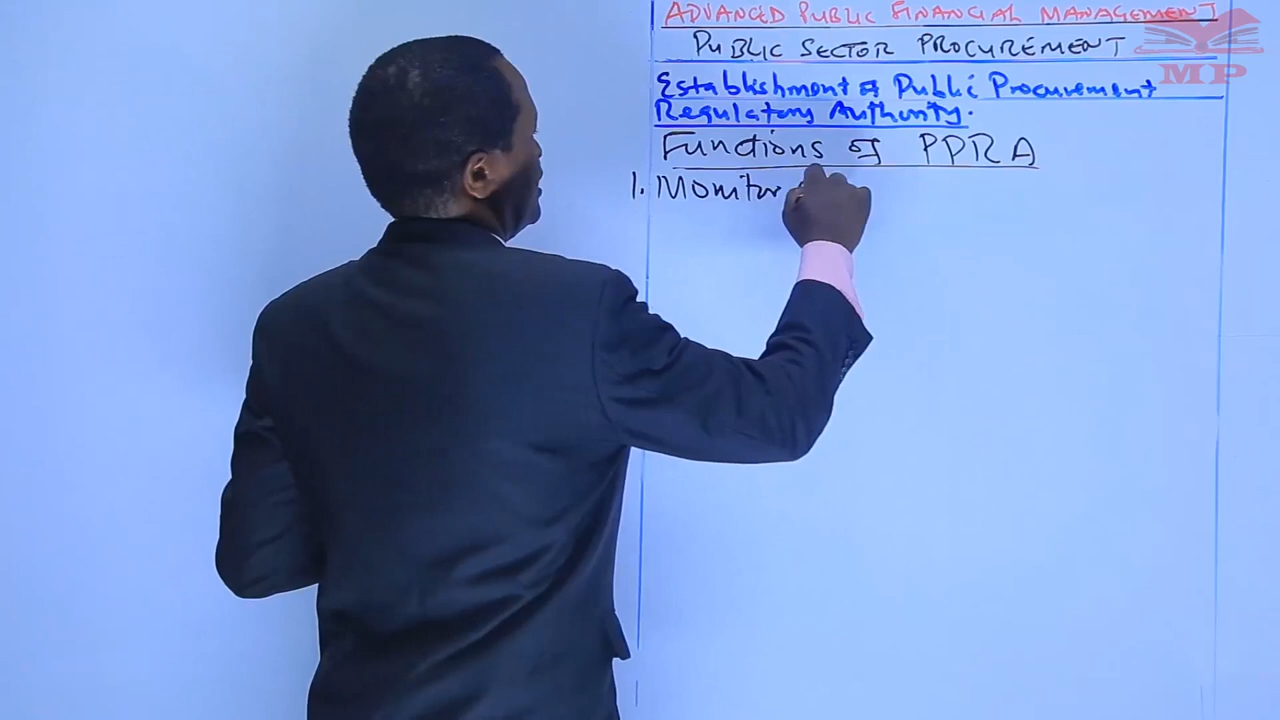 ADVANCED PUBLIC FINANCIAL MANAGEMENT
PUBLIC SECTOR PROCUREMENT
Establishment of Public Procurement
Regulatory Authority.
Functions of PPRA
1. Monitor
MP